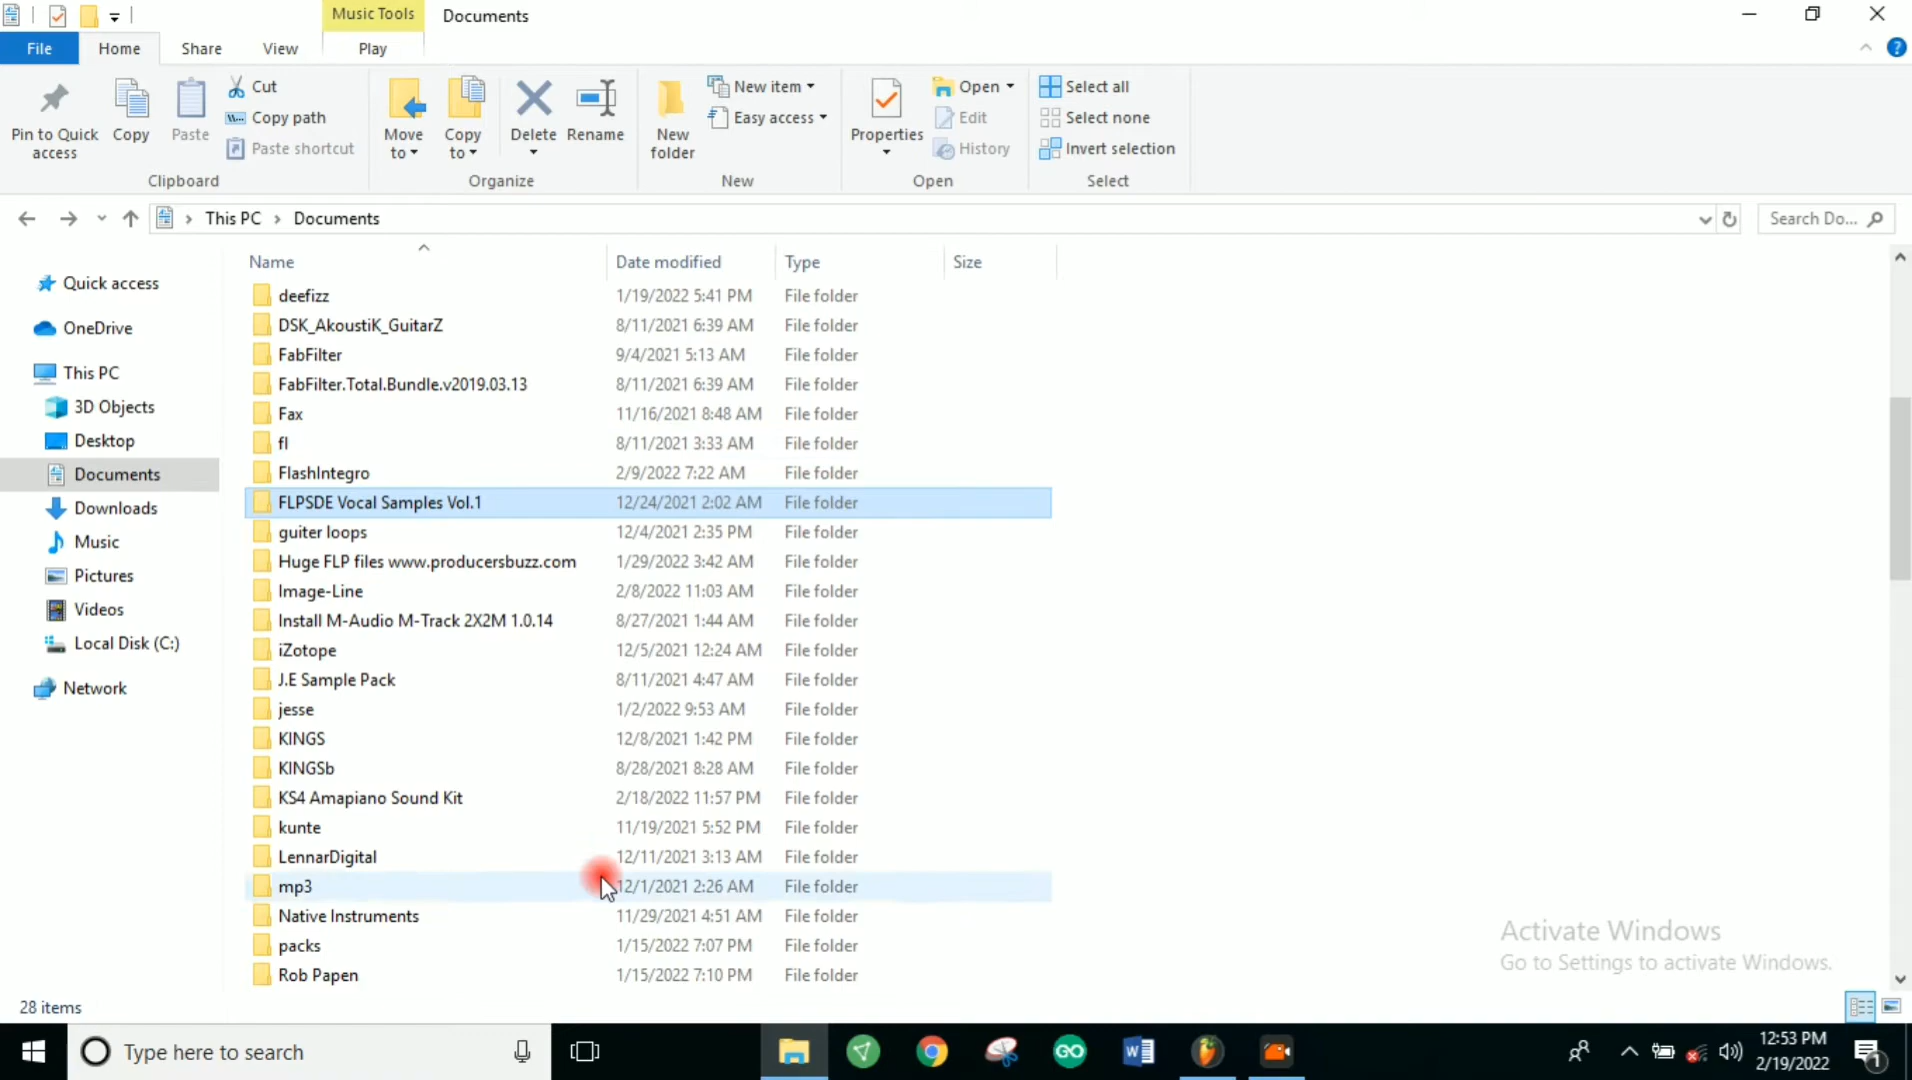 Music Tools Documents
File Home Share View Play
Pin to Quick access
Copy
Paste
Cut
Copy path
Paste shortcut
Clipboard
Move to
Copy to
Delete
Rename
Organize
New folder
New item
Easy access
New
Properties
Open
Edit
History
Open
Select all
Select none
Invert selection
Select
This PC Documents
Search Do...
Quick access
OneDrive
This PC
3D Objects
Desktop
Documents
Downloads
Music
Pictures
Videos
Local Disk (C:)
Network
Name Date modified Type Size
deefizz 1/19/2022 5:41 PM File folder
DSK_AkoustiK_GuitarZ 8/11/2021 6:39 AM File folder
FabFilter 9/4/2021 5:13 AM File folder
FabFilter.Total.Bundle.v2019.03.13 8/11/2021 6:39 AM File folder
Fax 11/16/2021 8:48 AM File folder
fl 8/11/2021 3:33 AM File folder
FlashIntegro 2/9/2022 7:22 AM File folder
FLPSDE Vocal Samples Vol.1 12/24/2021 2:02 AM File folder
guiter loops 12/4/2021 2:35 PM File folder
Huge FLP files www.producersbuzz.com 1/29/2022 3:42 AM File folder
Image-Line 2/8/2022 11:03 AM File folder
Install M-Audio M-Track 2X2M 1.0.14 8/27/2021 1:44 AM File folder
iZotope 12/5/2021 12:24 AM File folder
J.E Sample Pack 8/11/2021 4:47 AM File folder
jesse 1/2/2022 9:53 AM File folder
KINGS 12/8/2021 1:42 PM File folder
KINGSb 8/28/2021 8:28 AM File folder
KS4 Amapiano Sound Kit 2/18/2022 11:57 PM File folder
kunte 11/19/2021 5:52 PM File folder
LennarDigital 12/11/2021 3:13 AM File folder
mp3 12/1/2021 2:26 AM File folder
Native Instruments 11/29/2021 4:51 AM File folder
packs 1/15/2022 7:07 PM File folder
Rob Papen 1/15/2022 7:10 PM File folder
Activate Windows
Go to Settings to activate Windows.
28 items
Type here to search
12:53 PM
2/19/2022
1